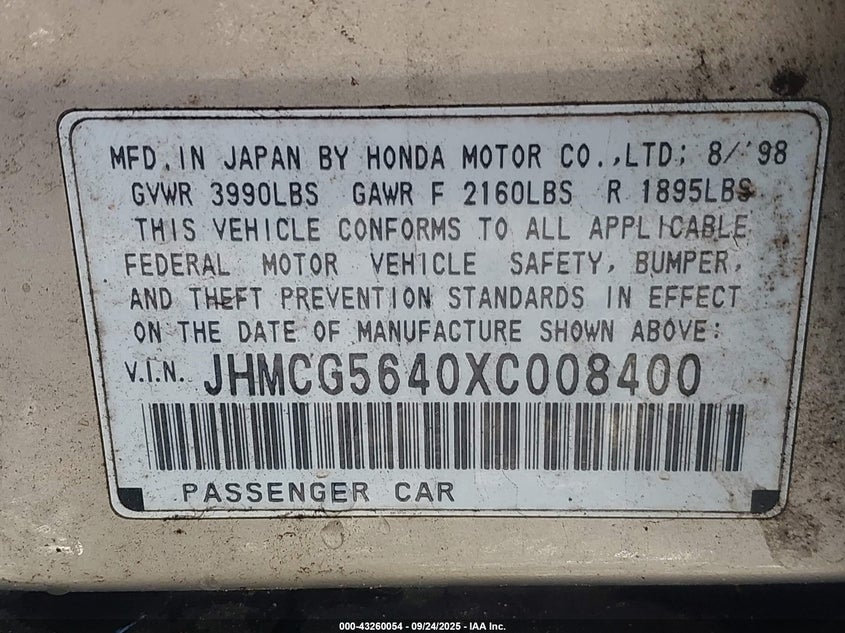 MFD. IN JAPAN BY HONDA MOTOR CO.,LTD; 8/'98
GVWR 3990LBS GAWR F 2160LBS R 1895LBS
THIS VEHICLE CONFORMS TO ALL APPLICABLE
FEDERAL MOTOR VEHICLE SAFETY, BUMPER,
AND THEFT PREVENTION STANDARDS IN EFFECT
ON THE DATE OF MANUFACTURE SHOWN ABOVE:
V.I.N. JHMCG5640XC008400
PASSENGER CAR
000-43260054 - 09/24/2025 - IAA Inc.